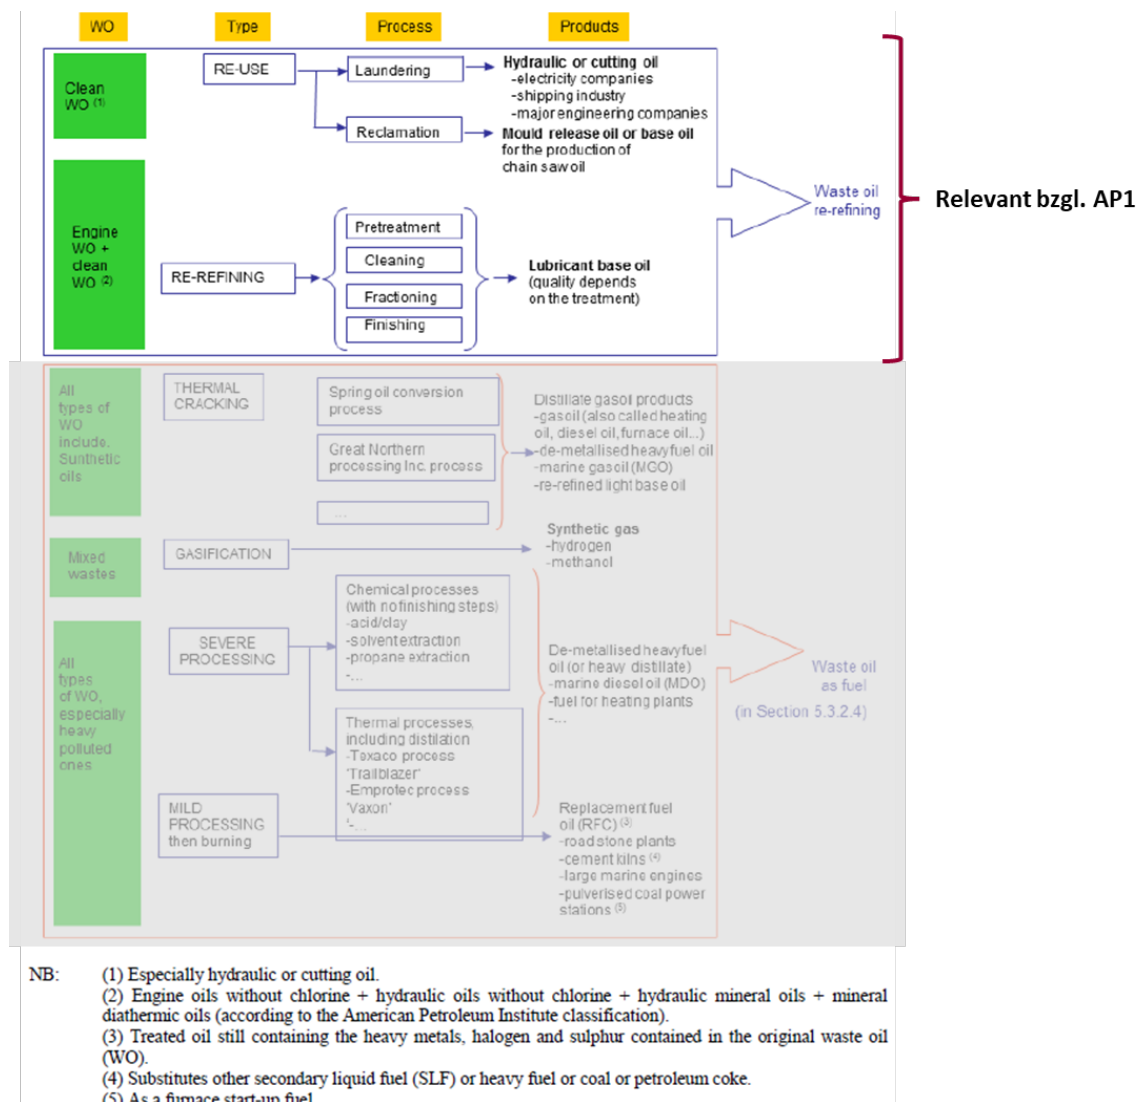 WO
Type
Process
Products
Clean
WO (1)
RE-USE
Laundering
Hydraulic or cutting oil
-electricity companies
-shipping industry
-major engineering companies
Reclamation
Mould release oil or base oil
for the production of
chain saw oil
Engine
WO +
clean
WO (2)
RE-REFINING
Pretreatment
Cleaning
Fractioning
Finishing
Lubricant base oil
(quality depends
on the treatment)
Waste oil
re-refining
Relevant bzgl. AP1
All
types of
WO
include.
Sunthetic
oils
THERMAL
CRACKING
Spring oil conversion
process
Great Northern
processing Inc. process
...
Distillate gasol products
-gasoil (also called heating
oil, diesel oil, furnace oil...)
-de-metallised heavy fuel oil
-marine gasoil (MGO)
-re-refined light base oil
Mixed
wastes
GASIFICATION
Synthetic gas
-hydrogen
-methanol
All
types
of WO,
especially
heavy
polluted
ones
SEVERE
PROCESSING
Chemical processes
(with no finishing steps)
-acid/clay
-solvent extraction
-propane extraction
-...
Thermal processes,
including distilation
-Texaco process
'Trailblazer'
-Emprotec process
'Vaxon'
'-...
De-metallised heavy fuel
oil (or heavy distillate)
-marine diesel oil (MDO)
-fuel for heating plants
-...
Waste oil
as fuel
(in Section 5.3.2.4)
MILD
PROCESSING
then burning
Replacement fuel
oil (RFC) (3)
-road stone plants
-cement kilns (4)
-large marine engines
-pulverised coal power
stations (5)
NB: (1) Especially hydraulic or cutting oil.
(2) Engine oils without chlorine + hydraulic oils without chlorine + hydraulic mineral oils + mineral
diathermic oils (according to the American Petroleum Institute classification).
(3) Treated oil still containing the heavy metals, halogen and sulphur contained in the original waste oil
(WO).
(4) Substitutes other secondary liquid fuel (SLF) or heavy fuel or coal or petroleum coke.
(5) As a furnace start-up fuel